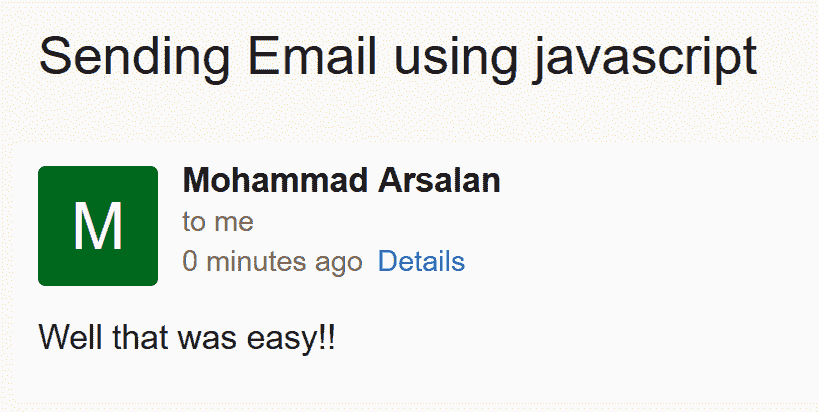 Sending Email using javascript
M
Mohammad Arsalan
to me
0 minutes ago Details
Well that was easy!!